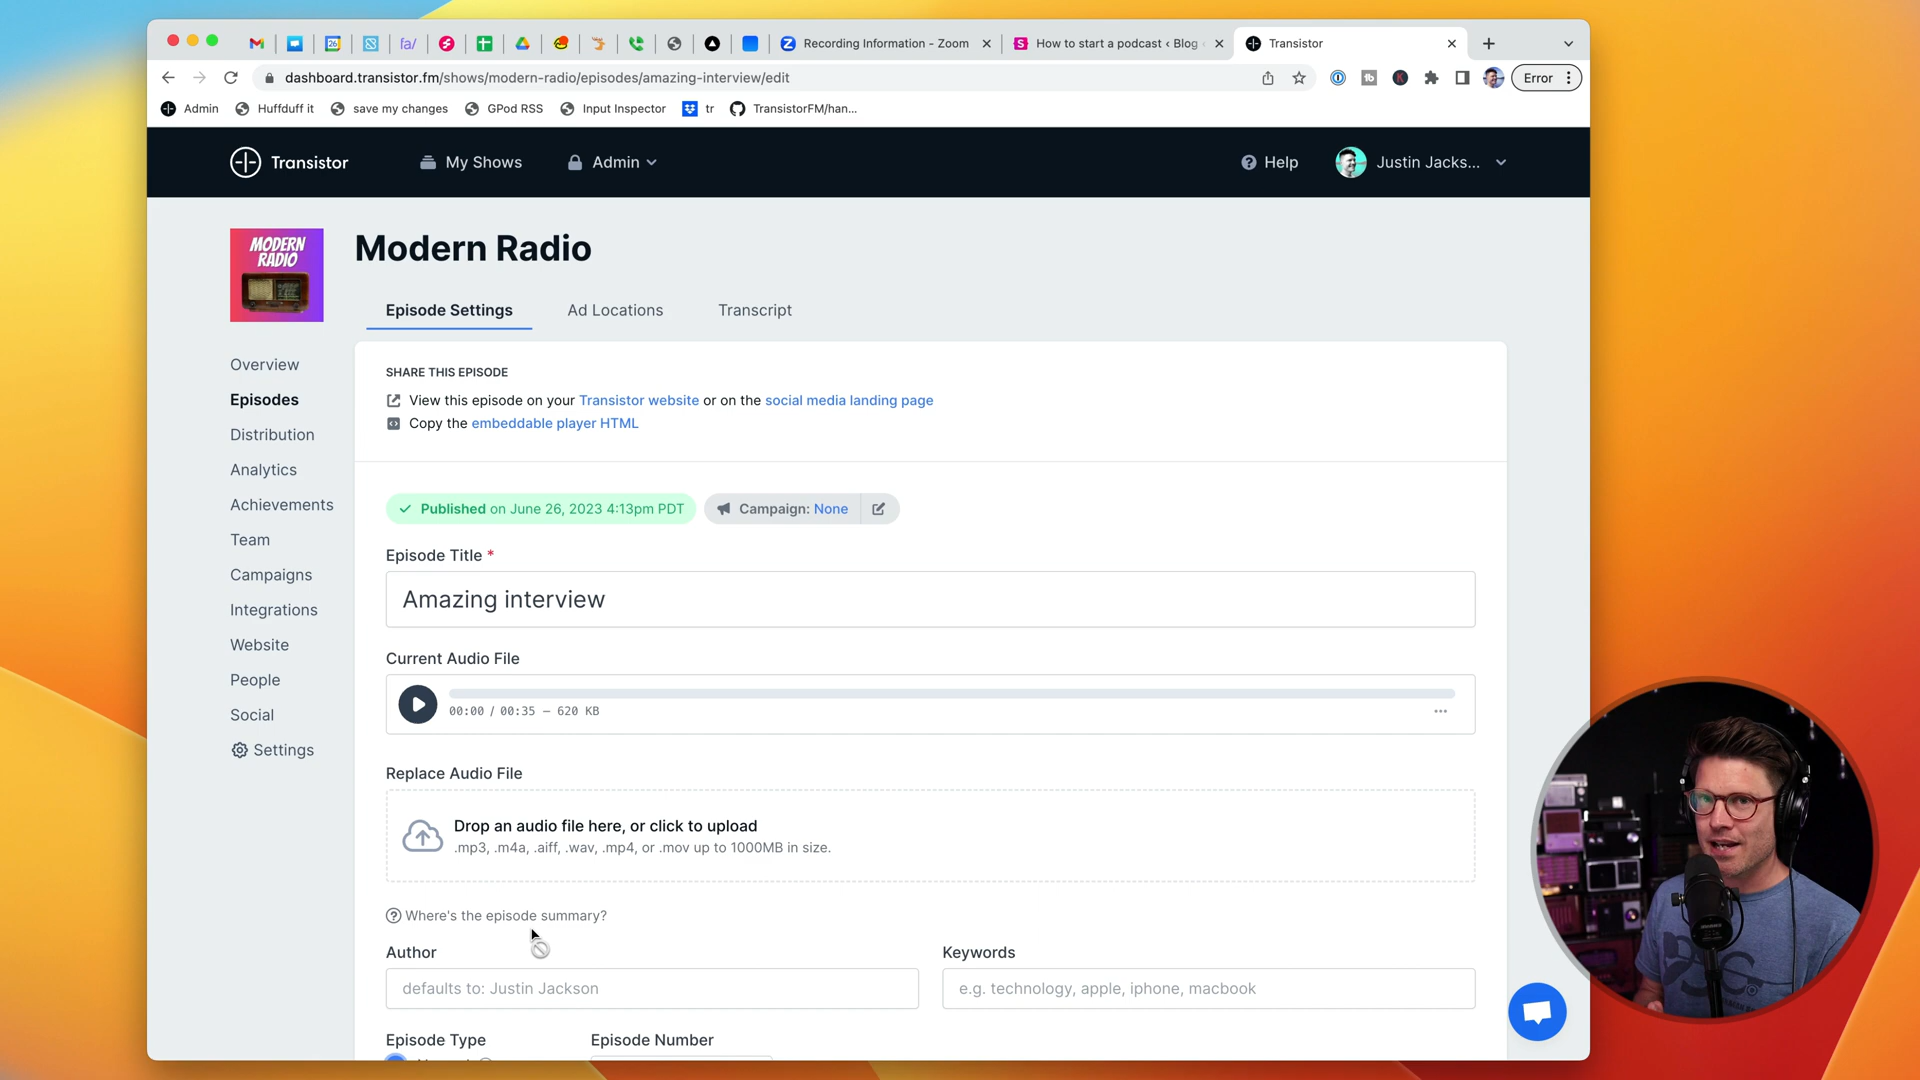 26
fa/
Recording Information - Zoom
How to start a podcast ‹ Blog
Transistor
dashboard.transistor.fm/shows/modern-radio/episodes/amazing-interview/edit
Error
Admin
Huffduff it
save my changes
GPod RSS
Input Inspector
tr
TransistorFM/han...
Transistor
My Shows
Admin
Help
Justin Jacks...
MODERN
RADIO
Modern Radio
Episode Settings
Ad Locations
Transcript
Overview
Episodes
Distribution
Analytics
Achievements
Team
Campaigns
Integrations
Website
People
Social
Settings
SHARE THIS EPISODE
View this episode on your Transistor website or on the social media landing page
Copy the embeddable player HTML
Published on June 26, 2023 4:13pm PDT
Campaign: None
Episode Title *
Amazing interview
Current Audio File
00:00 / 00:35 – 620 KB
Replace Audio File
Drop an audio file here, or click to upload
.mp3, .m4a, .aiff, .wav, .mp4, or .mov up to 1000MB in size.
Where's the episode summary?
Author
Keywords
defaults to: Justin Jackson
e.g. technology, apple, iphone, macbook
Episode Type
Episode Number